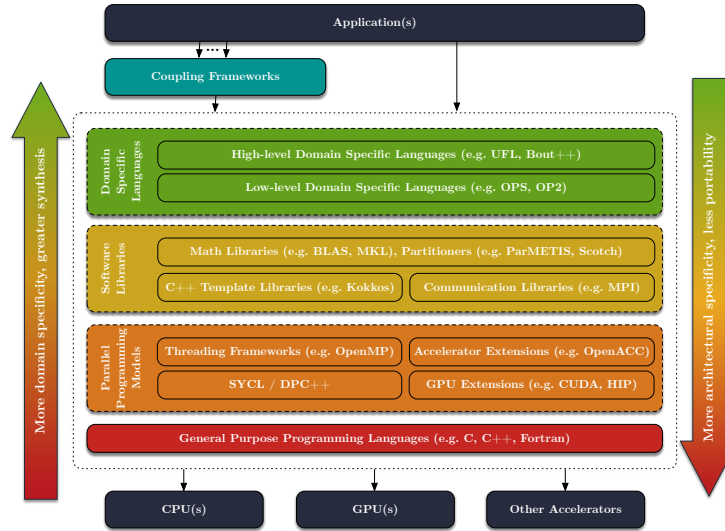 Application(s)
...
Coupling Frameworks
More domain specificity, greater synthesis
More architectural specificity, less portability
Domain
Specific
Languages
High-level Domain Specific Languages (e.g. UFL, Bout++)
Low-level Domain Specific Languages (e.g. OPS, OP2)
Software
Libraries
Math Libraries (e.g. BLAS, MKL), Partitioners (e.g. ParMETIS, Scotch)
C++ Template Libraries (e.g. Kokkos)
Communication Libraries (e.g. MPI)
Parallel
Programming
Models
Threading Frameworks (e.g. OpenMP)
Accelerator Extensions (e.g. OpenACC)
SYCL / DPC++
GPU Extensions (e.g. CUDA, HIP)
General Purpose Programming Languages (e.g. C, C++, Fortran)
CPU(s)
GPU(s)
Other Accelerators